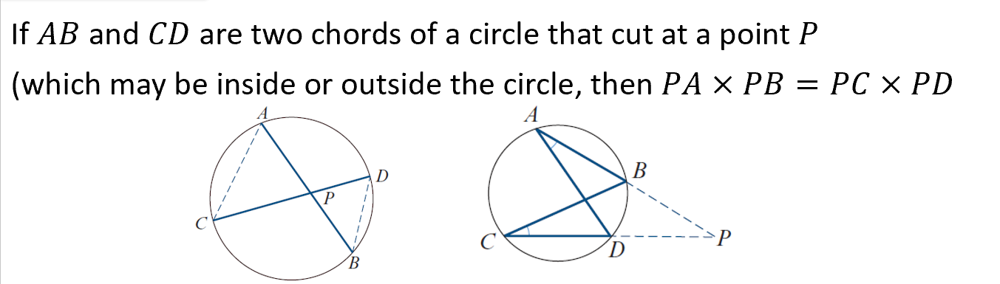 If AB and CD are two chords of a circle that cut at a point P
(which may be inside or outside the circle, then PA × PB = PC × PD
A
D
P
C
B
A
B
C
D
P